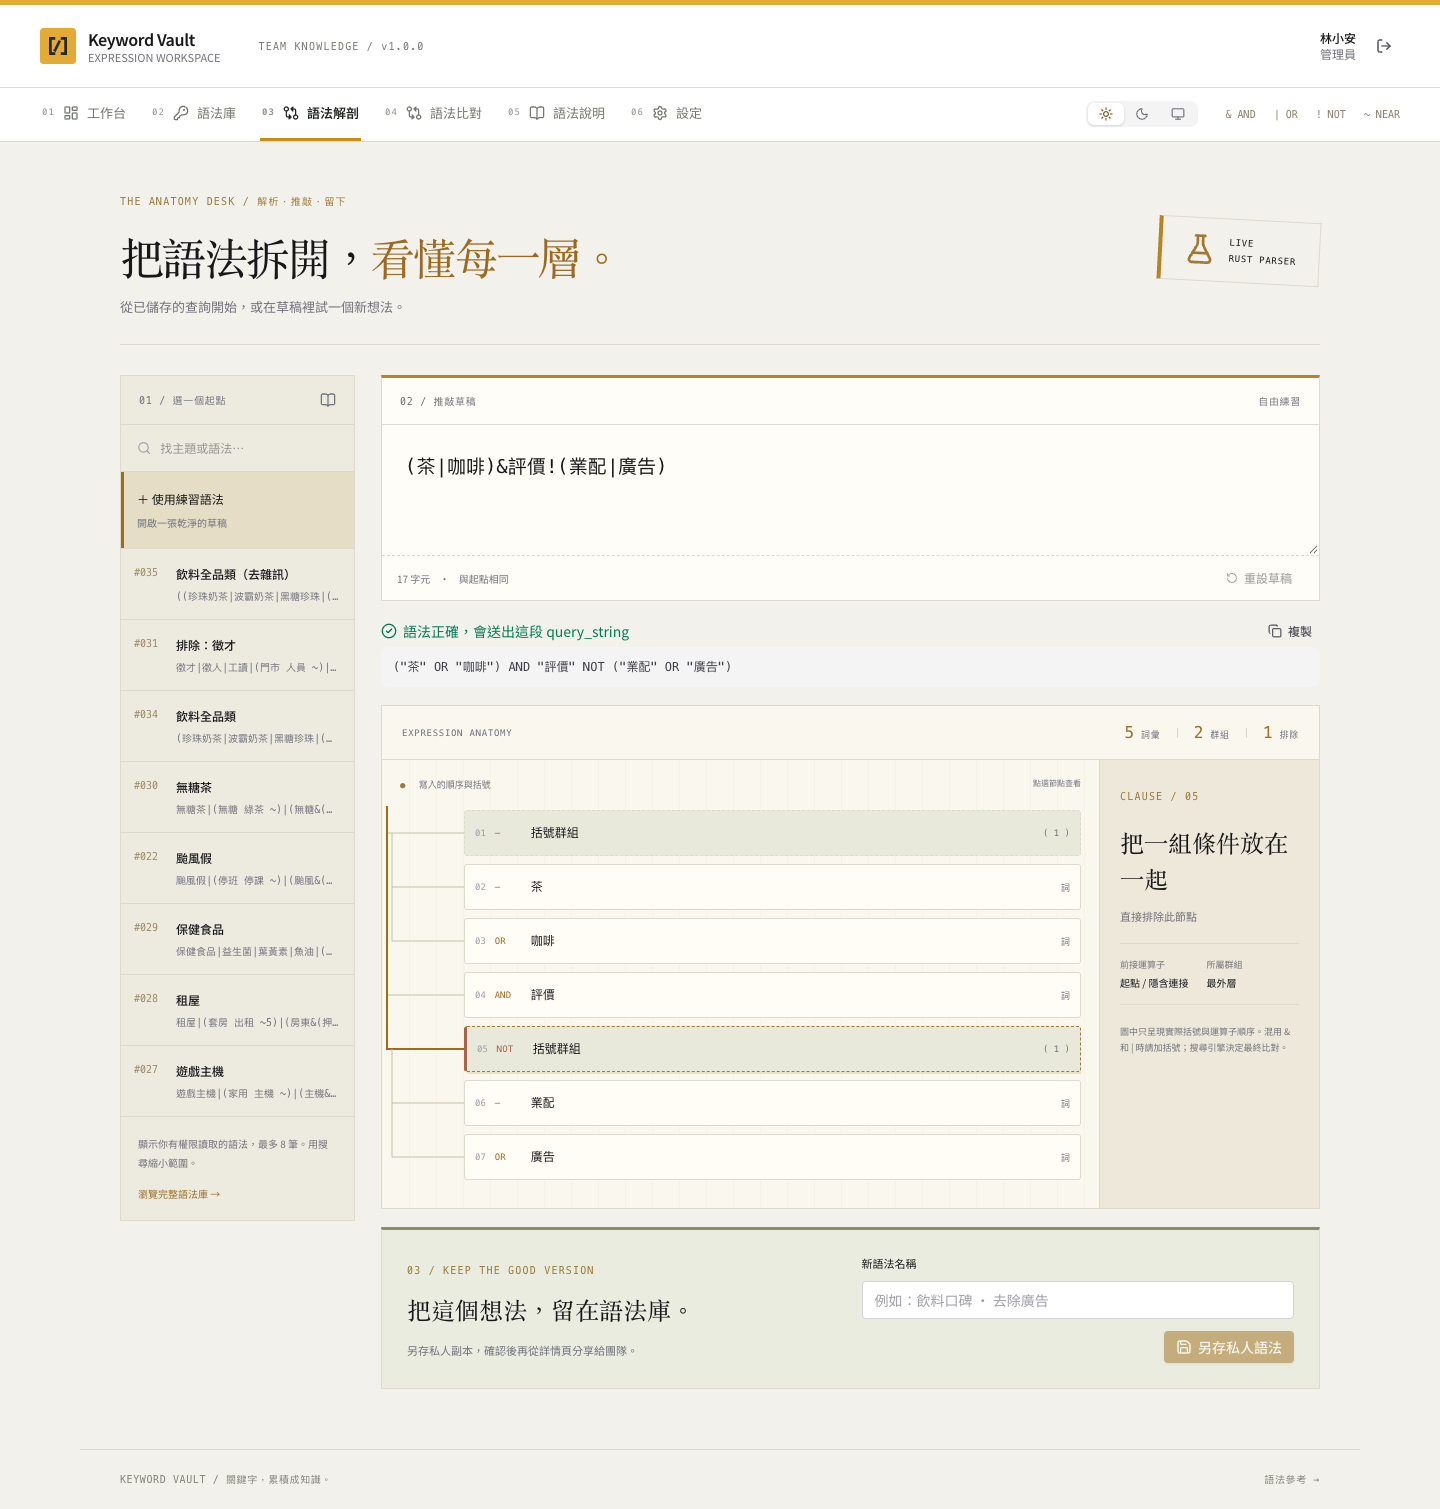 Keyword Vault
EXPRESSION WORKSPACE
TEAM KNOWLEDGE / v1.0.0
林小安
管理員
01 工作台
02 語法庫
03 語法解剖
04 語法比對
05 語法說明
06 設定
& AND | OR ! NOT ~ NEAR
THE ANATOMY DESK / 解析 · 推敲 · 留下
把語法拆開，看懂每一層。
從已儲存的查詢開始，或在草稿裡試一個新想法。
LIVE
RUST PARSER
01 / 選一個起點
找主題或語法⋯
＋ 使用練習語法
開啟一張乾淨的草稿
#035 飲料全品類（去雜訊）
((珍珠奶茶|波霸奶茶|黑糖珍珠|(…
#031 排除：徵才
徵才|徵人|工讀|(門市 人員 ~)|…
#034 飲料全品類
(珍珠奶茶|波霸奶茶|黑糖珍珠|(…
#030 無糖茶
無糖茶|(無糖 綠茶 ~)|(無糖&(…
#022 颱風假
颱風假|(停班 停課 ~)|(颱風&(…
#029 保健食品
保健食品|益生菌|葉黃素|魚油|(…
#028 租屋
租屋|(套房 出租 ~5)|(房東&(押…
#027 遊戲主機
遊戲主機|(家用 主機 ~)|(主機&…
顯示你有權限讀取的語法，最多 8 筆。用搜
尋縮小範圍。
瀏覽完整語法庫 →
02 / 推敲草稿
自由練習
(茶|咖啡)&評價!(業配|廣告)
17 字元 · 與起點相同
重設草稿
語法正確，會送出這段 query_string
複製
("茶" OR "咖啡") AND "評價" NOT ("業配" OR "廣告")
EXPRESSION ANATOMY
5 詞彙 2 群組 1 排除
寫入的順序與括號
點選節點查看
01 — 括號群組 ( 1 )
02 — 茶 詞
03 OR 咖啡 詞
04 AND 評價 詞
05 NOT 括號群組 ( 1 )
06 — 業配 詞
07 OR 廣告 詞
CLAUSE / 05
把一組條件放在
一起
直接排除此節點
前接運算子 所屬群組
起點 / 隱含連接 最外層
圖中只呈現實際括號與運算子順序。混用 &
和 | 時請加括號；搜尋引擎決定最終比對。
03 / KEEP THE GOOD VERSION
把這個想法，留在語法庫。
另存私人副本，確認後再從詳情頁分享給團隊。
新語法名稱
例如：飲料口碑 · 去除廣告
另存私人語法
KEYWORD VAULT / 關鍵字，累積成知識。
語法參考 →